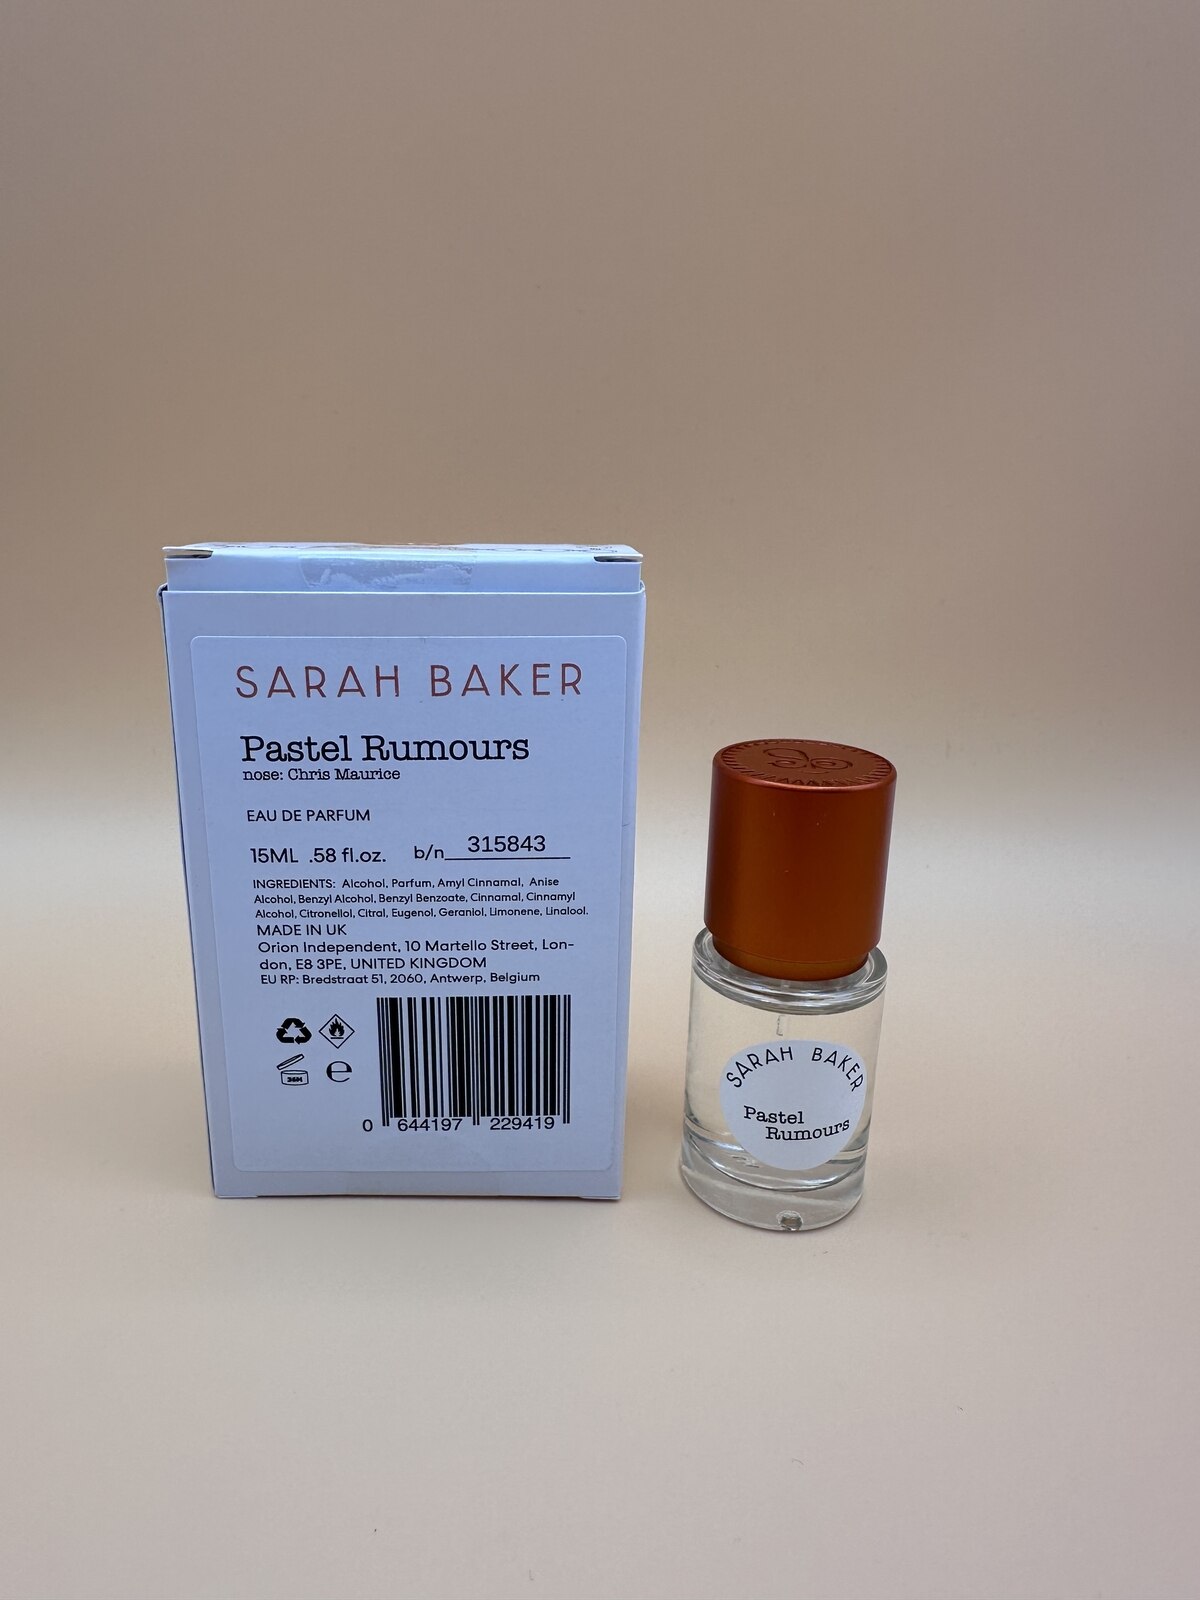 SARAH BAKER
Pastel Rumours
nose: Chris Maurice
EAU DE PARFUM
15ML .58 fl.oz. b/n 315843
INGREDIENTS: Alcohol, Parfum, Amyl Cinnamal, Anise
Alcohol, Benzyl Alcohol, Benzyl Benzoate, Cinnamal, Cinnamyl
Alcohol, Citronellol, Citral, Eugenol, Geraniol, Limonene, Linalool.
MADE IN UK
Orion Independent, 10 Martello Street, Lon-
don, E8 3PE, UNITED KINGDOM
EU RP: Bredstraat 51, 2060, Antwerp, Belgium
36M
e
0 644197 229419
SARAH BAKER
Pastel
Rumours